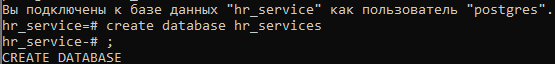 Вы подключены к базе данных "hr_service" как пользователь "postgres".
hr_service=# create database hr_services
hr_service-# ;
CREATE DATABASE